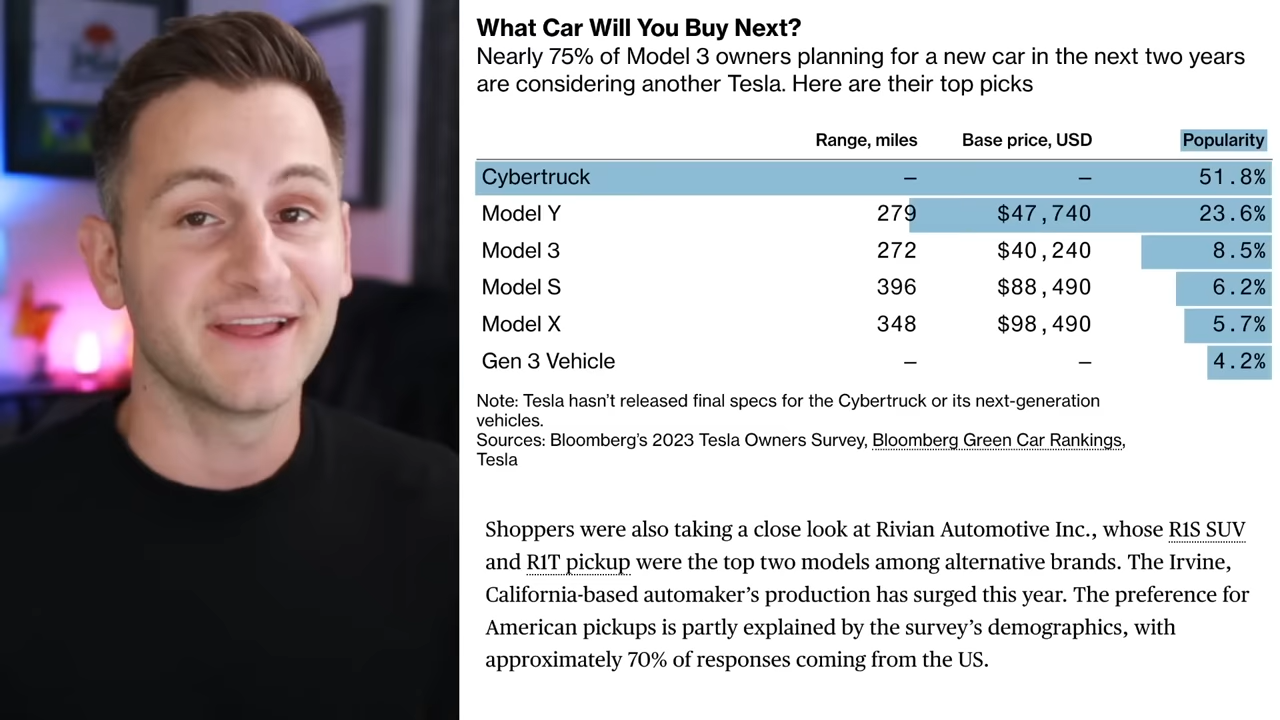 What Car Will You Buy Next?
Nearly 75% of Model 3 owners planning for a new car in the next two years
are considering another Tesla. Here are their top picks
Range, miles Base price, USD Popularity
Cybertruck – – 51.8%
Model Y 279 $47,740 23.6%
Model 3 272 $40,240 8.5%
Model S 396 $88,490 6.2%
Model X 348 $98,490 5.7%
Gen 3 Vehicle – – 4.2%
Note: Tesla hasn’t released final specs for the Cybertruck or its next-generation
vehicles.
Sources: Bloomberg’s 2023 Tesla Owners Survey, Bloomberg Green Car Rankings,
Tesla
Shoppers were also taking a close look at Rivian Automotive Inc., whose R1S SUV
and R1T pickup were the top two models among alternative brands. The Irvine,
California-based automaker’s production has surged this year. The preference for
American pickups is partly explained by the survey’s demographics, with
approximately 70% of responses coming from the US.